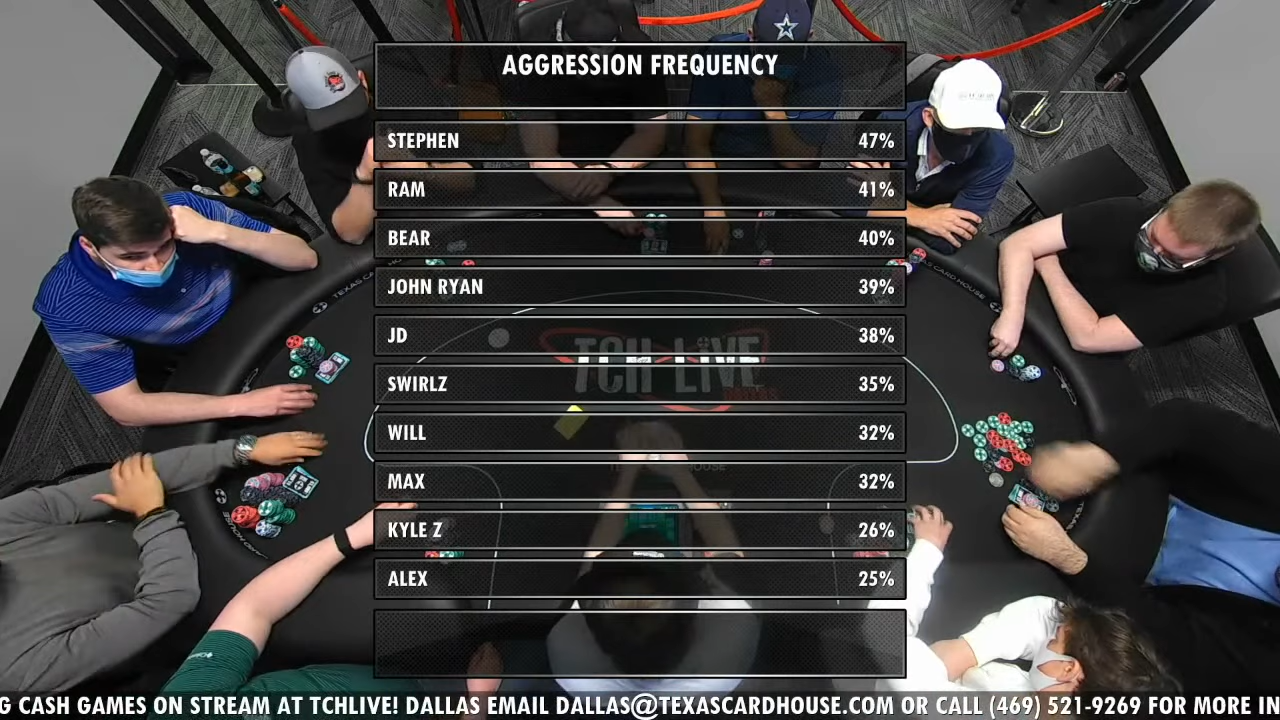 AGGRESSION FREQUENCY
STEPHEN 47%
RAM 41%
BEAR 40%
JOHN RYAN 39%
JD 38%
SWIRLZ 35%
WILL 32%
MAX 32%
KYLE Z 26%
ALEX 25%
TCH LIVE
G CASH GAMES ON STREAM AT TCHLIVE! DALLAS EMAIL DALLAS@TEXASCARDHOUSE.COM OR CALL (469) 521-9269 FOR MORE IN